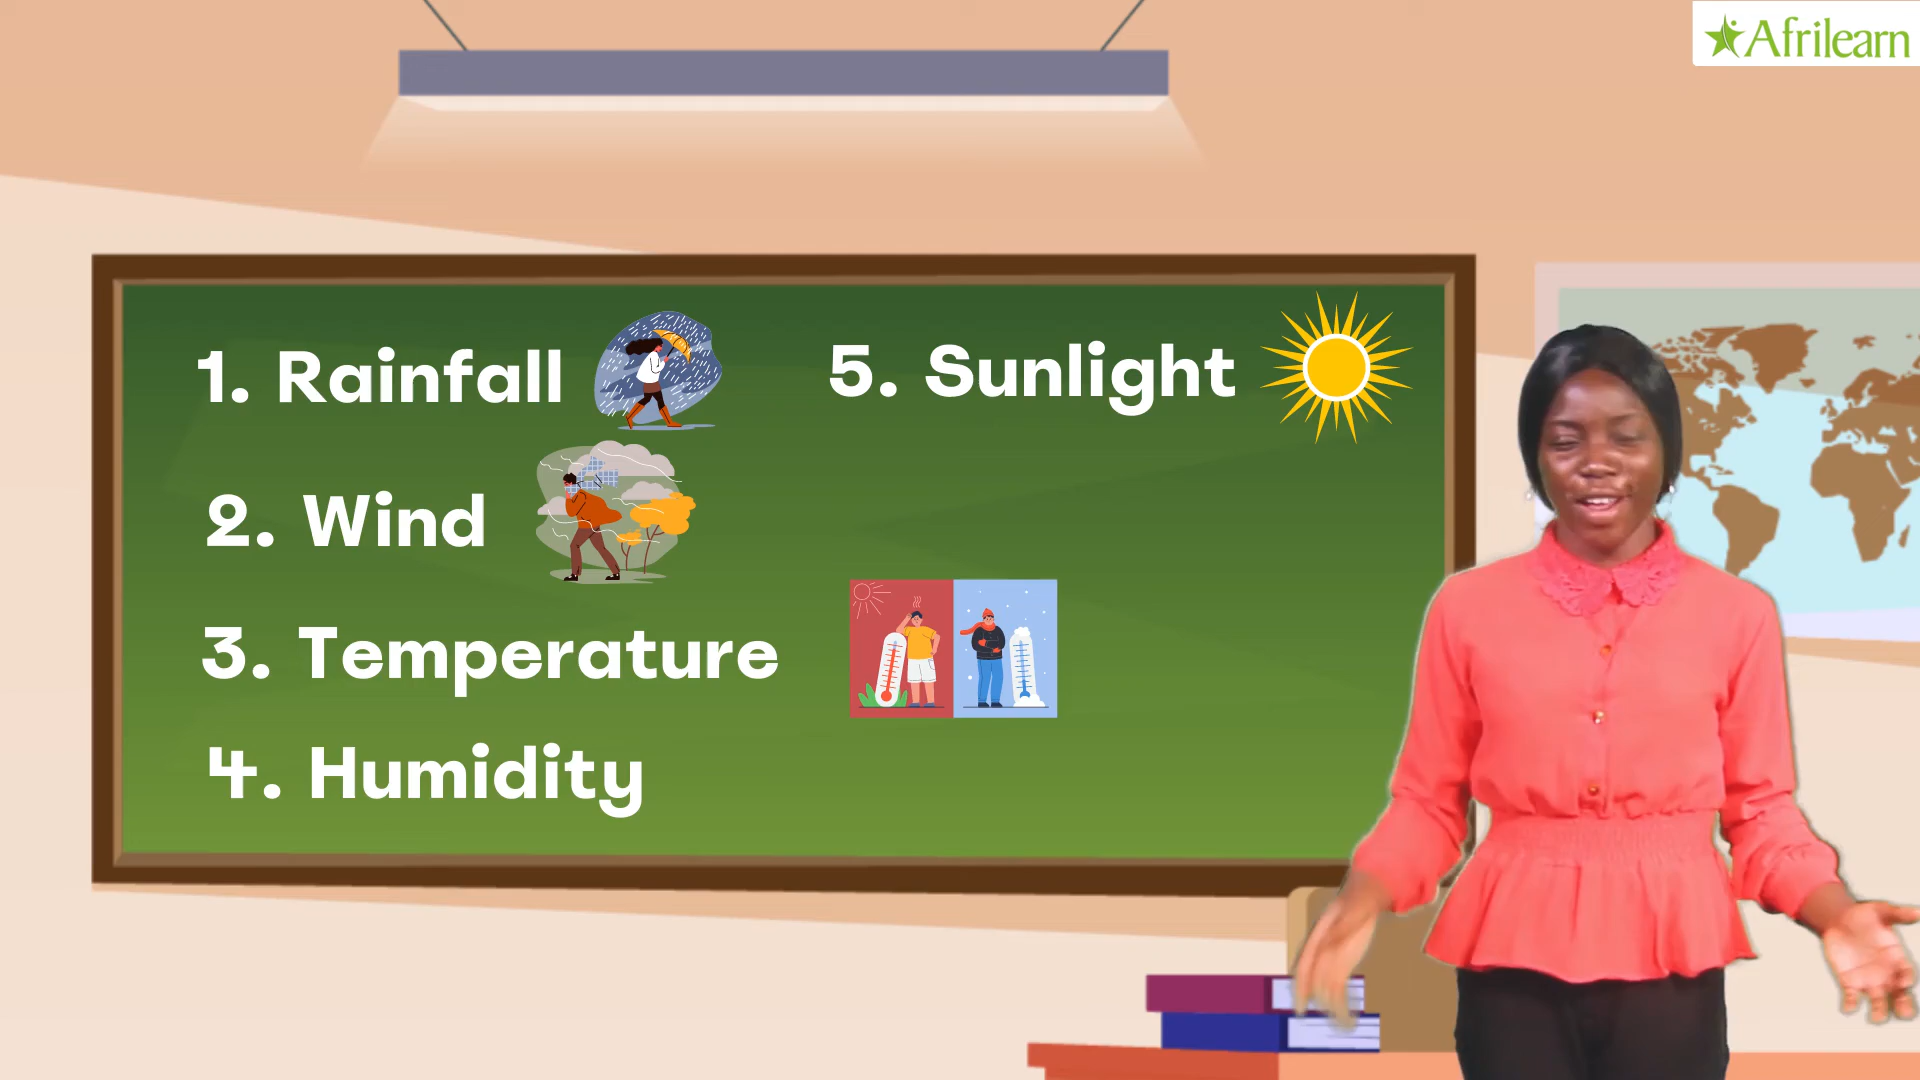 Afrilearn
1. Rainfall
2. Wind
3. Temperature
4. Humidity
5. Sunlight